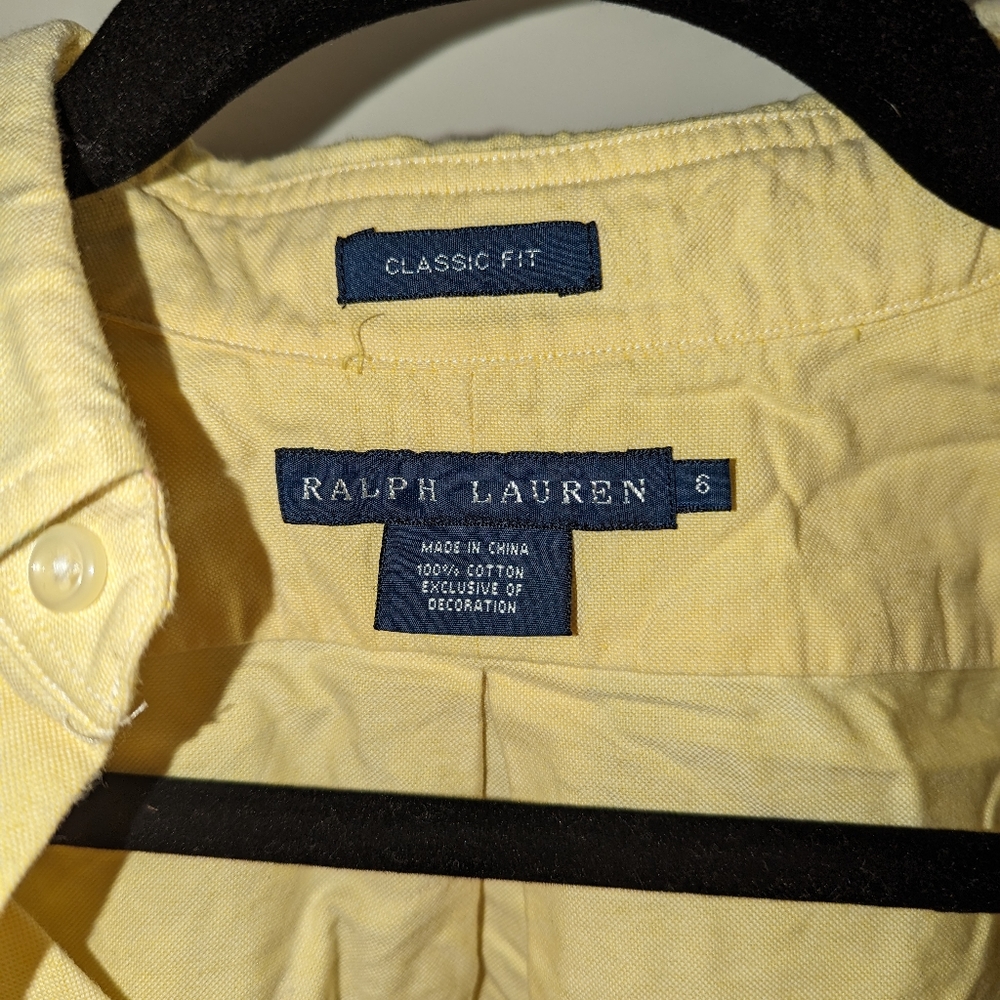 CLASSIC FIT
RALPH LAUREN 6
MADE IN CHINA
100% COTTON
EXCLUSIVE OF
DECORATION